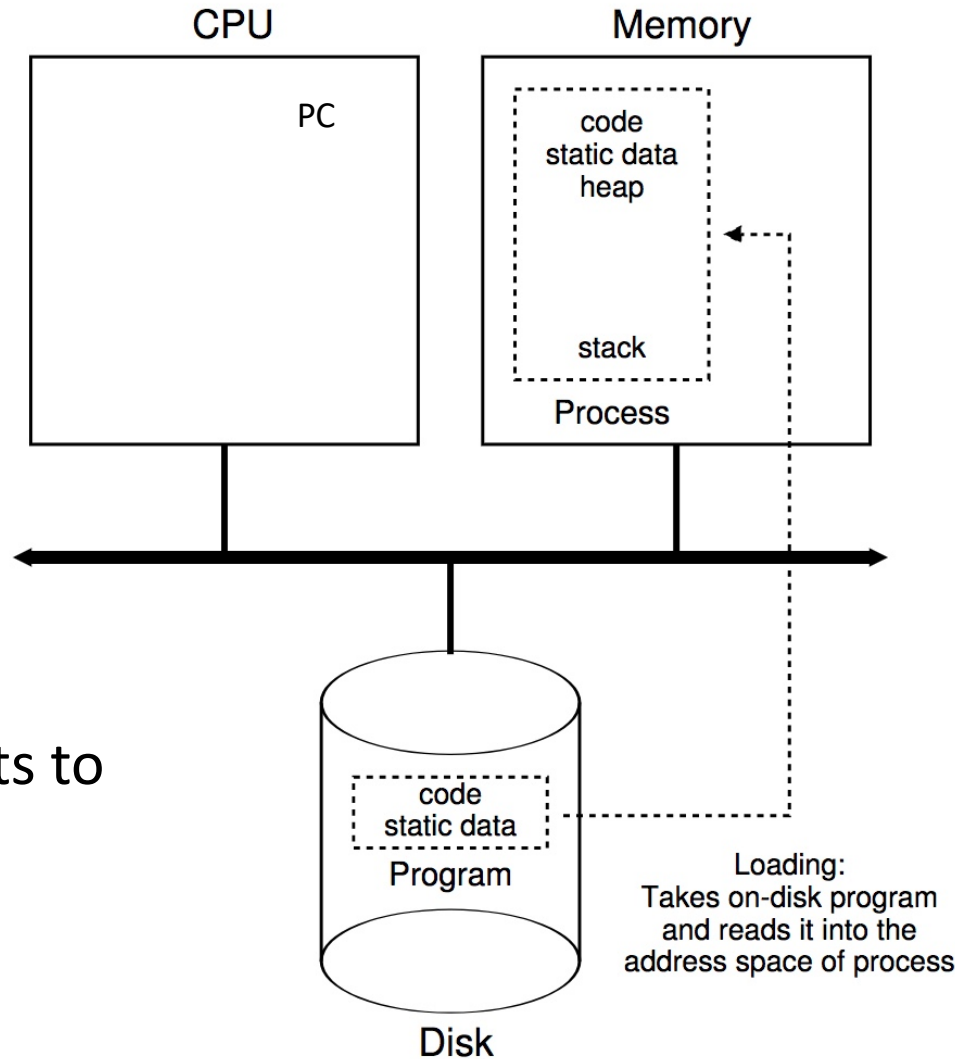 CPU
PC
Memory
code
static data
heap
stack
Process
ts to
code
static data
Program
Loading:
Takes on-disk program
and reads it into the
address space of process
Disk